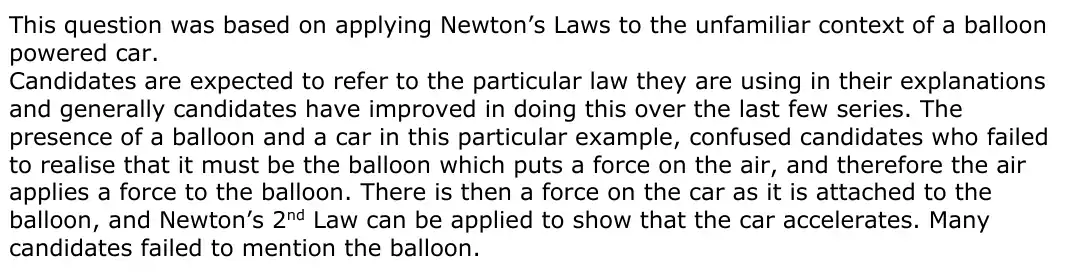 This question was based on applying Newton’s Laws to the unfamiliar context of a balloon
powered car.
Candidates are expected to refer to the particular law they are using in their explanations
and generally candidates have improved in doing this over the last few series. The
presence of a balloon and a car in this particular example, confused candidates who failed
to realise that it must be the balloon which puts a force on the air, and therefore the air
applies a force to the balloon. There is then a force on the car as it is attached to the
balloon, and Newton’s 2nd Law can be applied to show that the car accelerates. Many
candidates failed to mention the balloon.